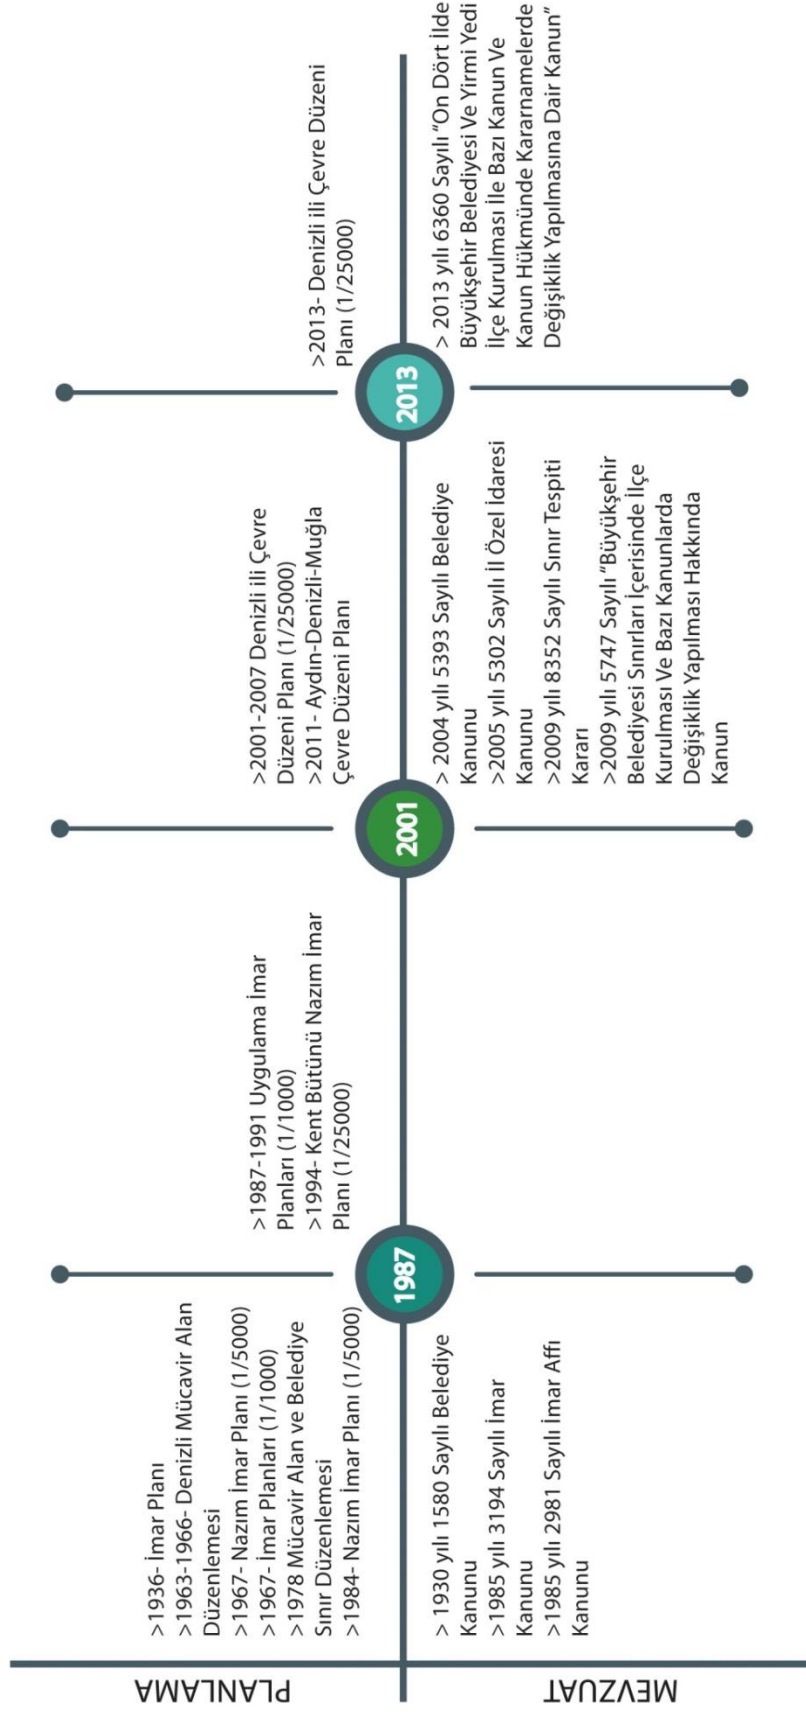 PLANLAMA
>1936- İmar Planı
>1963-1966- Denizli Mücavir Alan
Düzenlemesi
>1967- Nazım İmar Planı (1/5000)
>1967- İmar Planları (1/1000)
>1978 Mücavir Alan ve Belediye
Sınır Düzenlemesi
>1984- Nazım İmar Planı (1/5000)
>1987-1991 Uygulama İmar
Planları (1/1000)
>1994- Kent Bütünü Nazım İmar
Planı (1/25000)
>2001-2007 Denizli ili Çevre
Düzeni Planı (1/25000)
>2011- Aydın-Denizli-Muğla
Çevre Düzeni Planı
>2013- Denizli ili Çevre Düzeni
Planı (1/25000)
1987
2001
2013
MEVZUAT
> 1930 yılı 1580 Sayılı Belediye
Kanunu
>1985 yılı 3194 Sayılı İmar
Kanunu
>1985 yılı 2981 Sayılı İmar Affı
Kanunu
> 2004 yılı 5393 Sayılı Belediye
Kanunu
>2005 yılı 5302 Sayılı İl Özel İdaresi
Kanunu
>2009 yılı 8352 Sayılı Sınır Tespiti
Kararı
>2009 yılı 5747 Sayılı "Büyükşehir
Belediyesi Sınırları İçerisinde İlçe
Kurulması Ve Bazı Kanunlarda
Değişiklik Yapılması Hakkında
Kanun
> 2013 yılı 6360 Sayılı "On Dört İlde
Büyükşehir Belediyesi Ve Yirmi Yedi
İlçe Kurulması İle Bazı Kanun Ve
Kanun Hükmünde Kararnamelerde
Değişiklik Yapılmasına Dair Kanun"